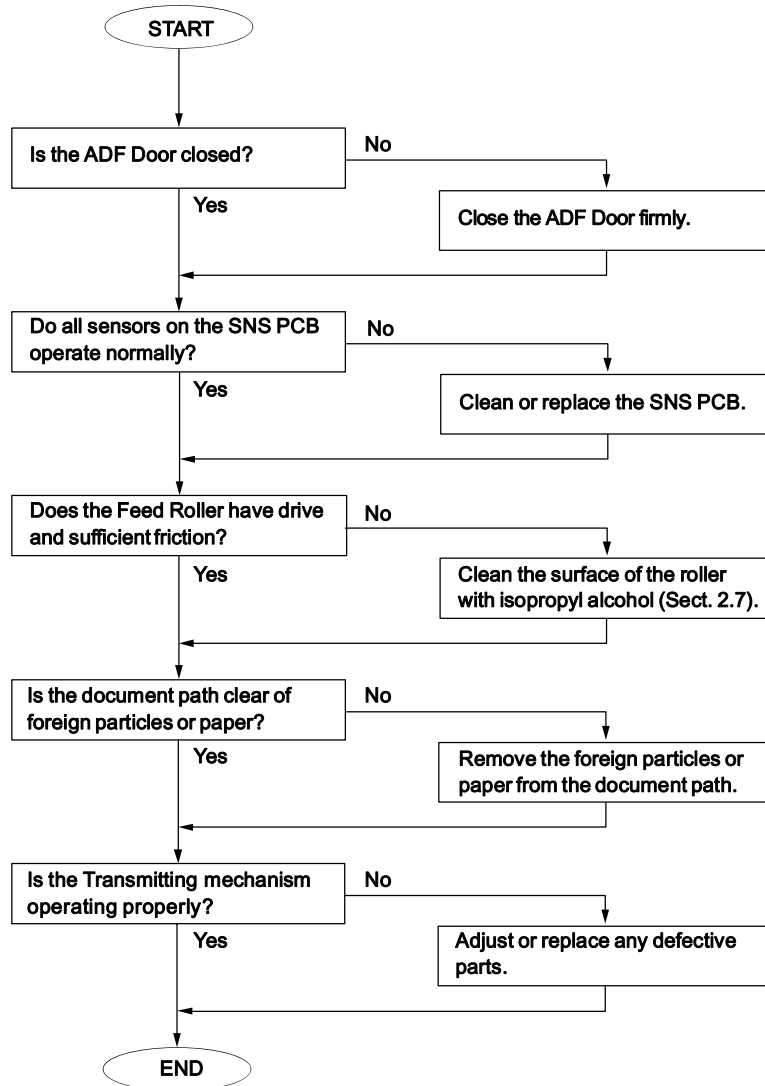 START
Is the ADF Door closed?
No
Yes
Close the ADF Door firmly.
Do all sensors on the SNS PCB
operate normally?
No
Yes
Clean or replace the SNS PCB.
Does the Feed Roller have drive
and sufficient friction?
No
Yes
Clean the surface of the roller
with isopropyl alcohol (Sect. 2.7).
Is the document path clear of
foreign particles or paper?
No
Yes
Remove the foreign particles or
paper from the document path.
Is the Transmitting mechanism
operating properly?
No
Yes
Adjust or replace any defective
parts.
END